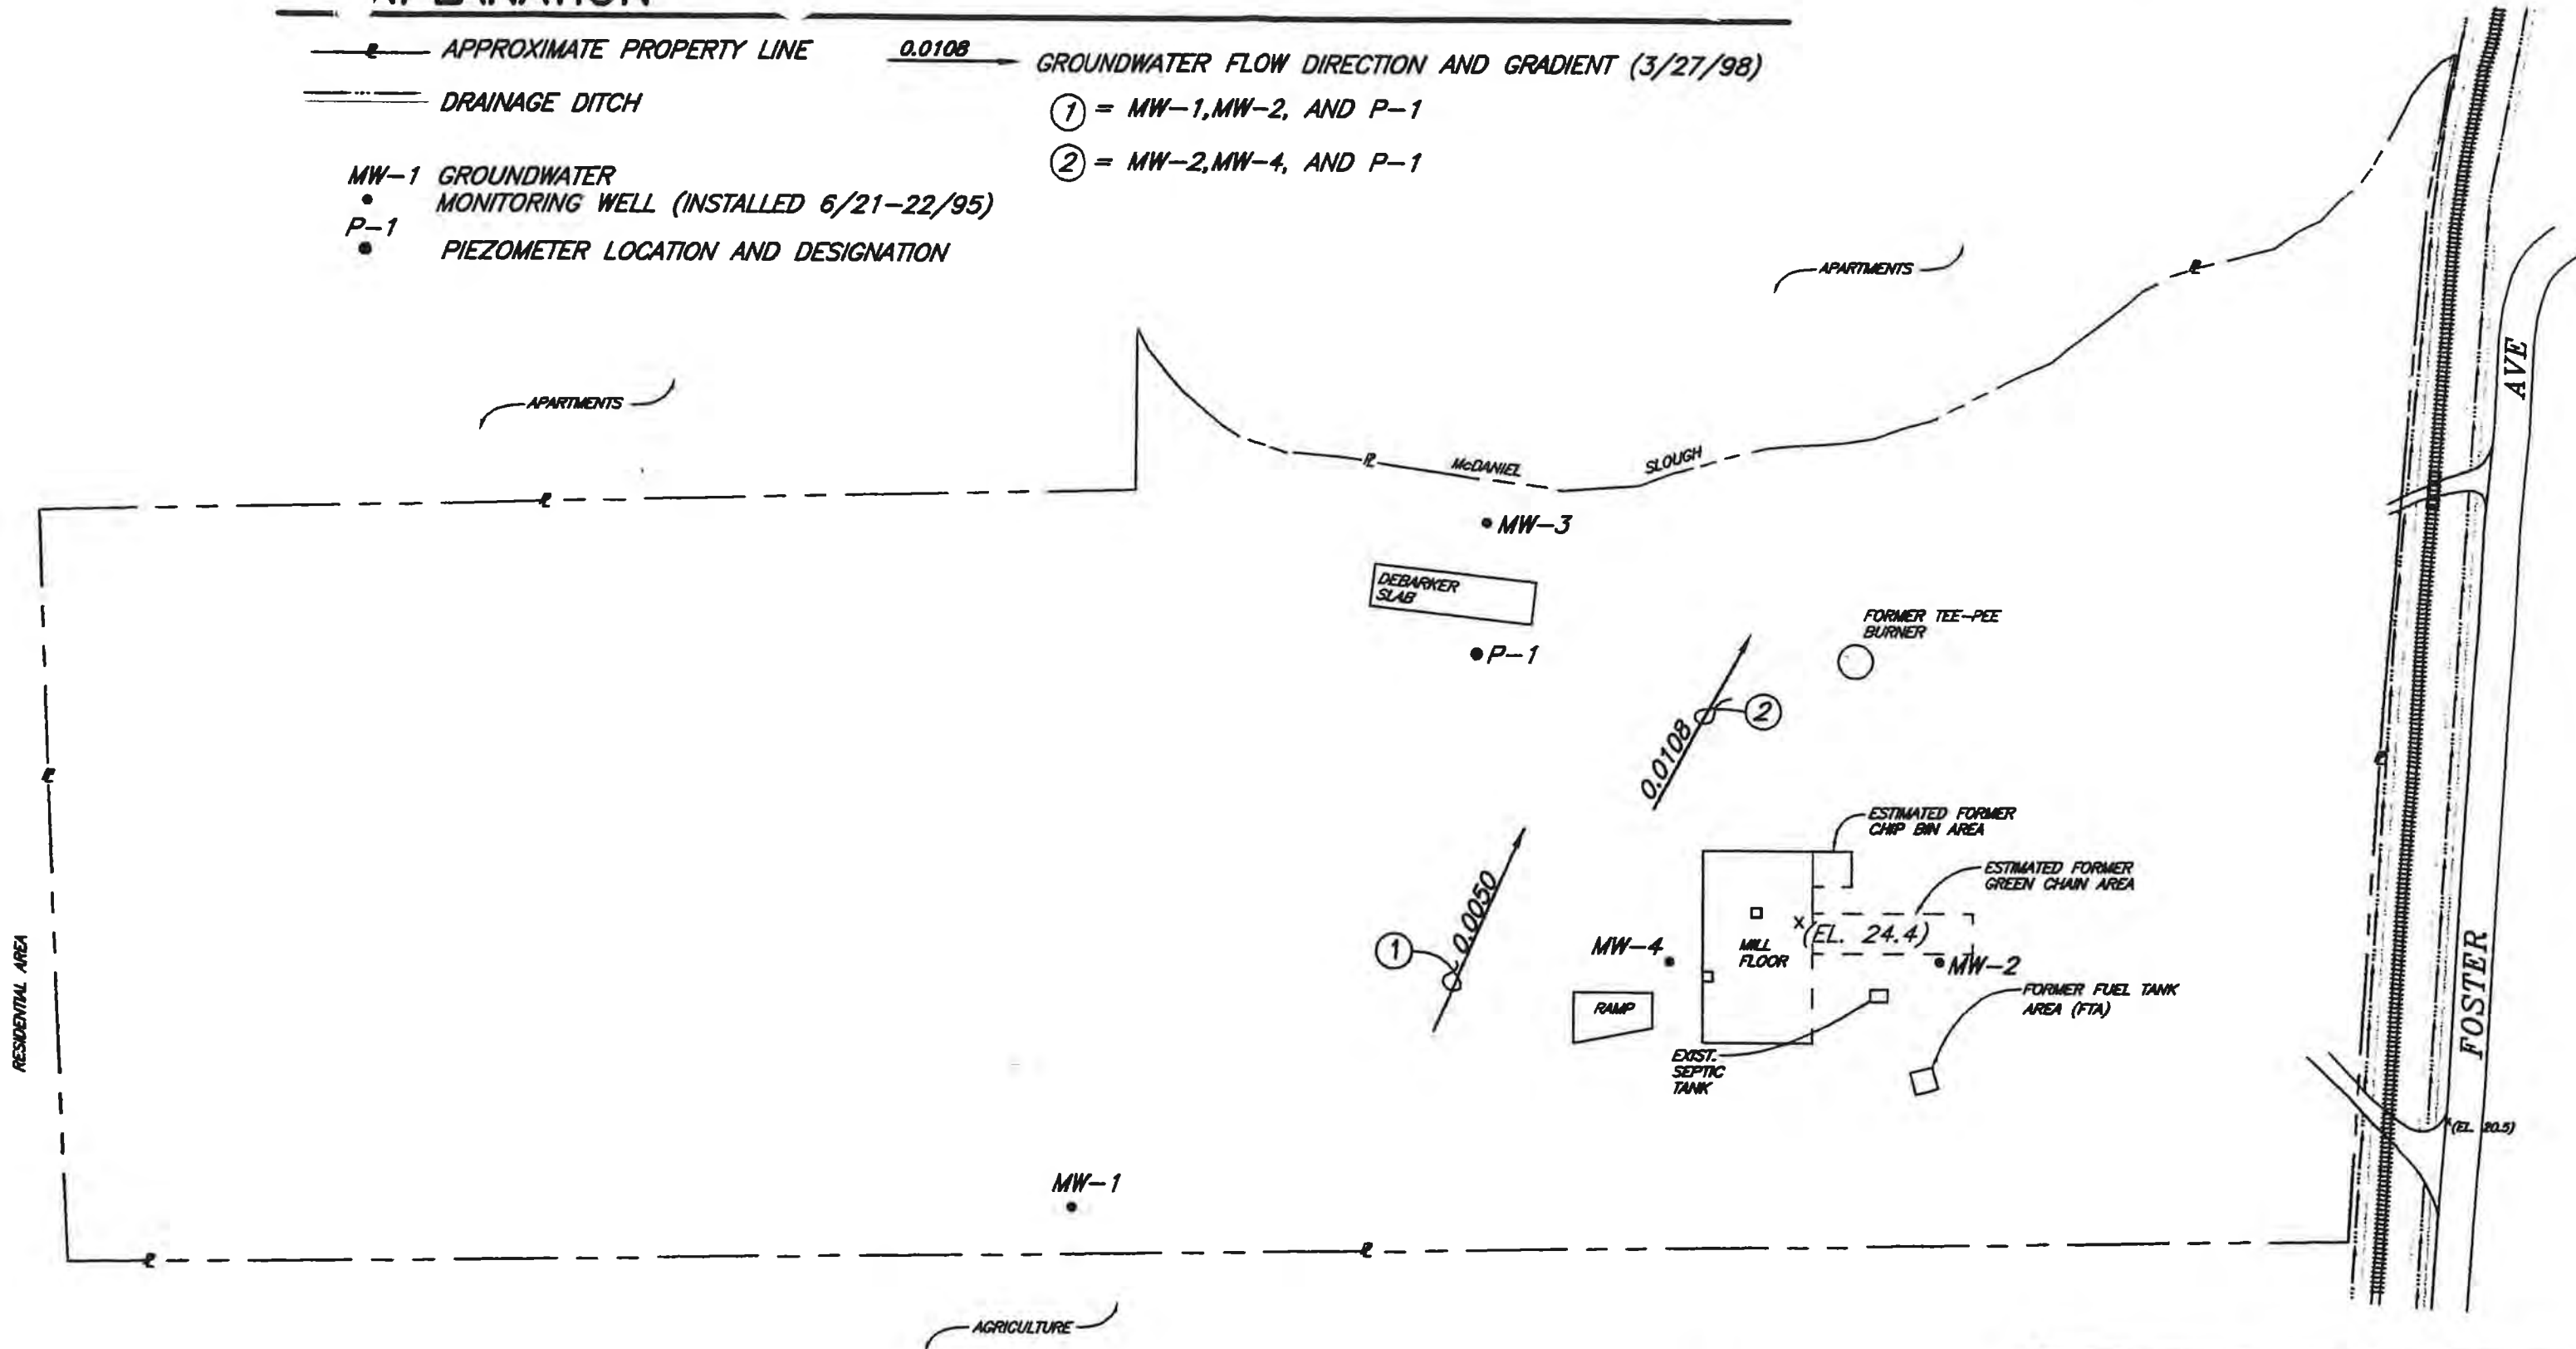 APPROXIMATE PROPERTY LINE
DRAINAGE DITCH
MW-1 GROUNDWATER
MONITORING WELL (INSTALLED 6/21-22/95)
P-1
PIEZOMETER LOCATION AND DESIGNATION
0.0108
GROUNDWATER FLOW DIRECTION AND GRADIENT (3/27/98)
1 = MW-1,MW-2, AND P-1
2 = MW-2,MW-4, AND P-1
APARTMENTS
APARTMENTS
McDANIEL
SLOUGH
AVE
MW-3
DEBARKER
SLAB
P-1
FORMER TEE-PEE
BURNER
2
0.0108
ESTIMATED FORMER
CHIP BIN AREA
ESTIMATED FORMER
GREEN CHAIN AREA
1
0.0050
MW-4
MILL
FLOOR
x (EL. 24.4)
MW-2
FORMER FUEL TANK
AREA (FTA)
RAMP
EXIST.
SEPTIC
TANK
FOSTER
x(EL. 20.5)
RESIDENTIAL AREA
MW-1
AGRICULTURE